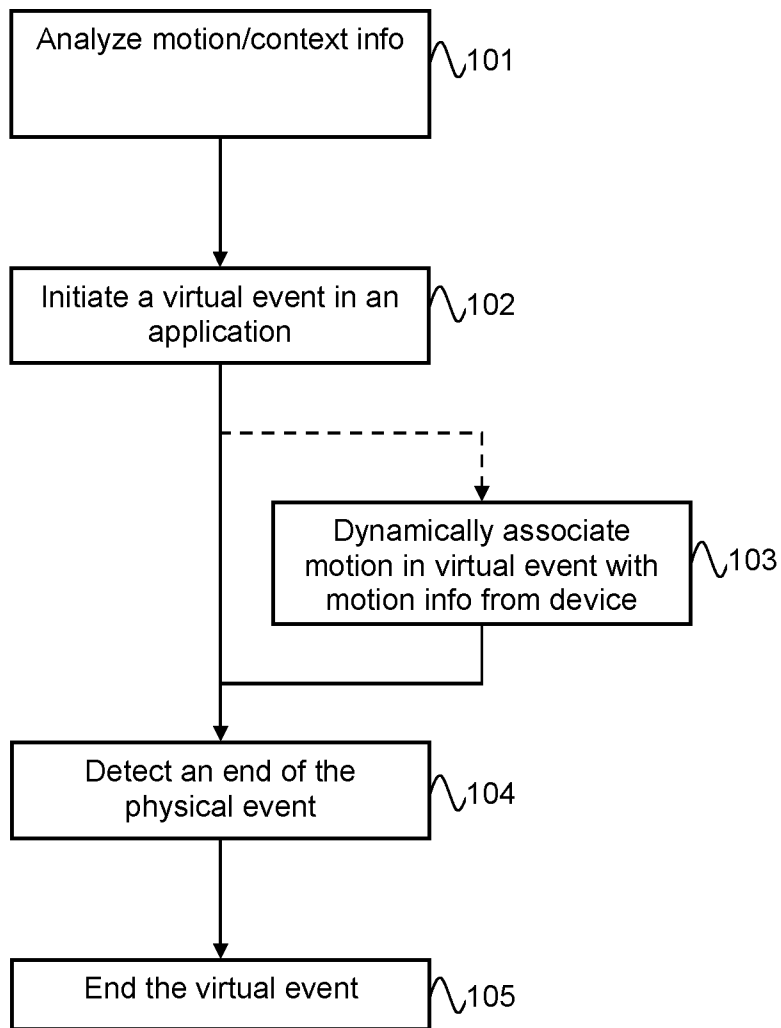 Analyze motion/context info
101
Initiate a virtual event in an
application
102
Dynamically associate
motion in virtual event with
motion info from device
103
Detect an end of the
physical event
104
End the virtual event
105